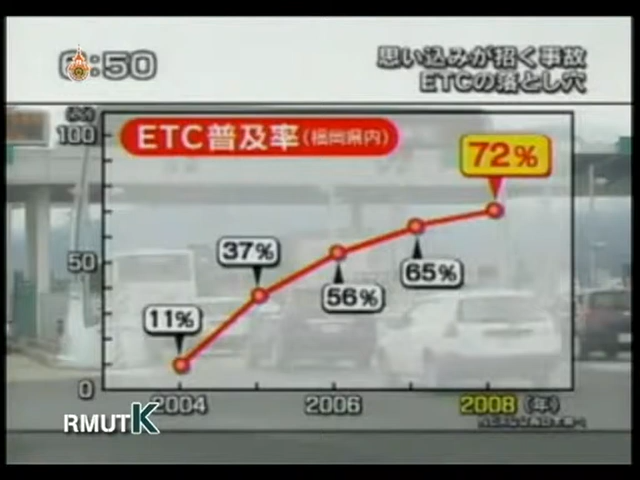 :50
思い込みが招く事故
ETCの落とし穴
(%)
100
ETC普及率(福岡県内)
72%
37%
50
65%
56%
11%
0
2004
2006
2008(年)
RMUTK